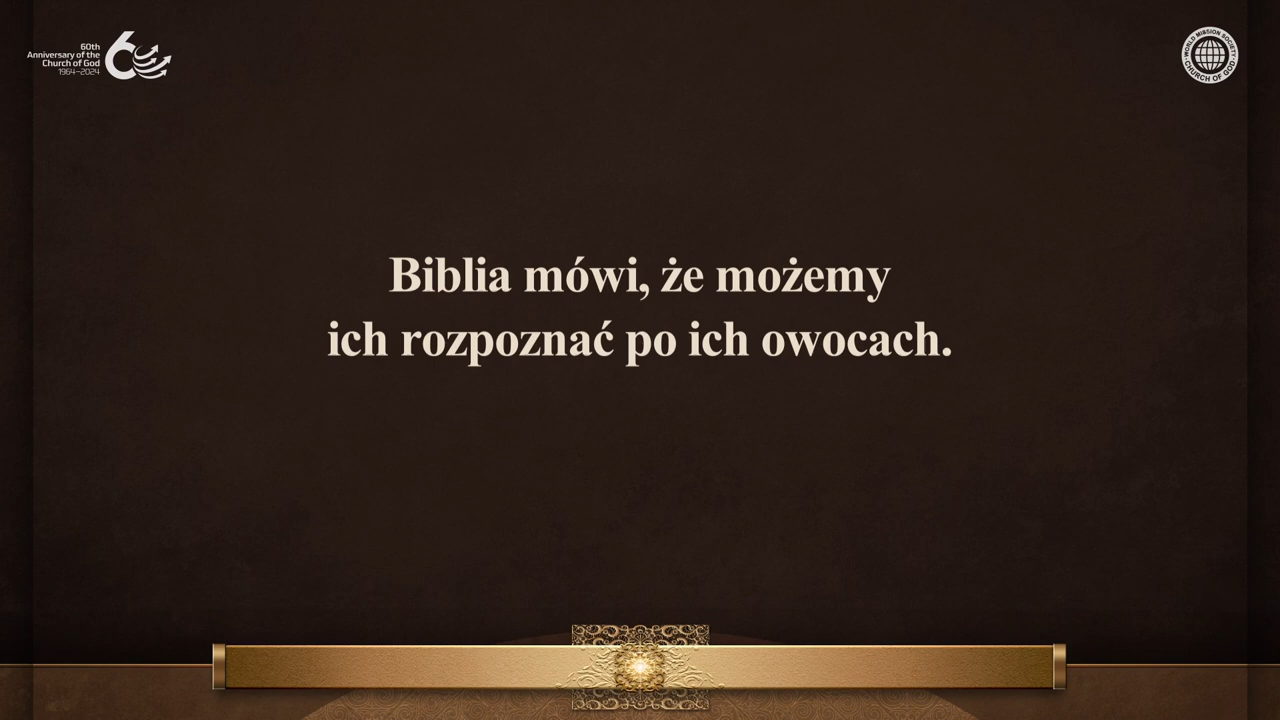 60th
Anniversary of the
Church of God
1964–2024
WORLD MISSION SOCIETY
CHURCH OF GOD
Biblia mówi, że możemy
ich rozpoznać po ich owocach.